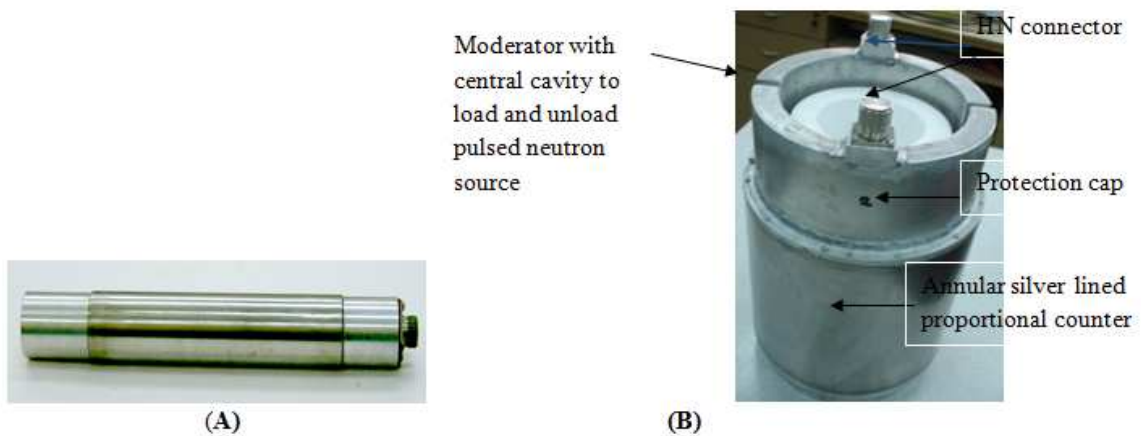 HN connector
Moderator with
central cavity to
load and unload
pulsed neutron
source
Protection cap
Annular silver lined
proportional counter
(A)
(B)